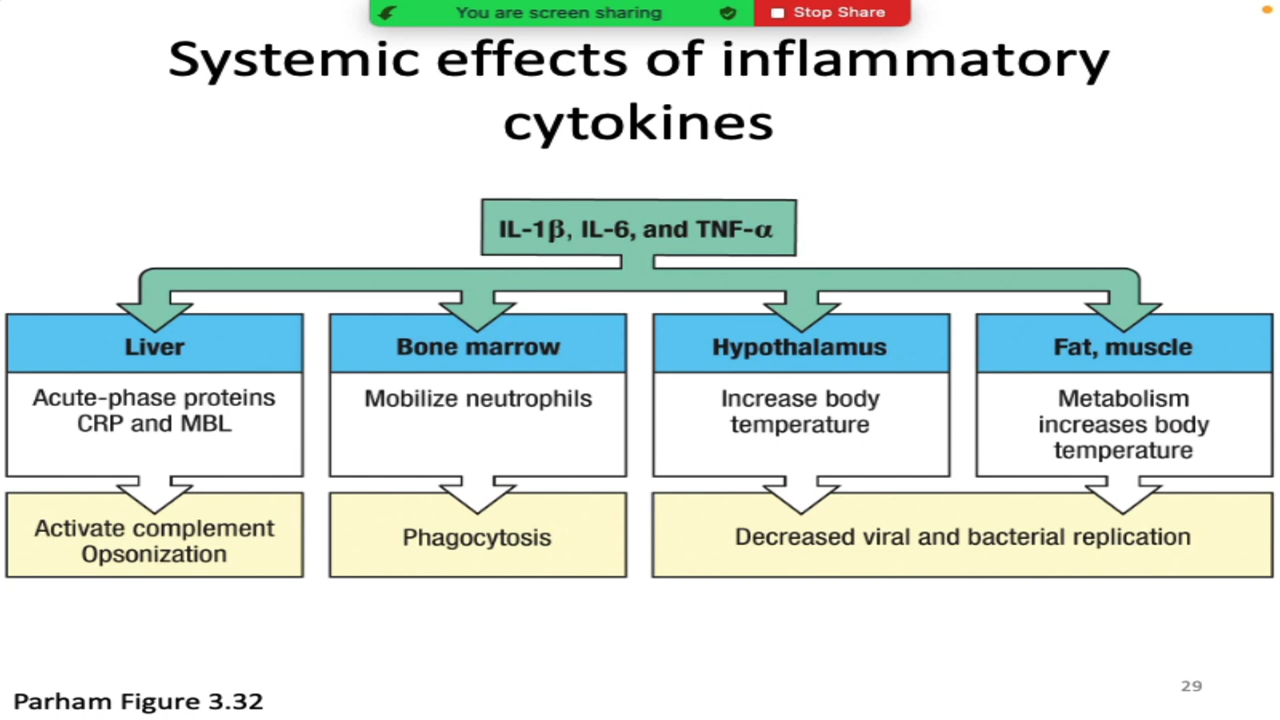 You are screen sharing
Stop Share
Systemic effects of inflammatory
cytokines
IL-1β, IL-6, and TNF-α
Liver
Acute-phase proteins
CRP and MBL
Activate complement
Opsonization
Bone marrow
Mobilize neutrophils
Phagocytosis
Hypothalamus
Increase body
temperature
Fat, muscle
Metabolism
increases body
temperature
Decreased viral and bacterial replication
Parham Figure 3.32
29